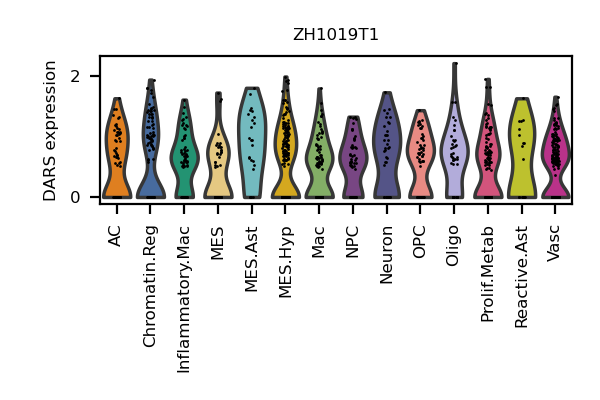 ZH1019T1
DARS expression
2
0
AC
Chromatin.Reg
Inflammatory.Mac
MES
MES.Ast
MES.Hyp
Mac
NPC
Neuron
OPC
Oligo
Prolif.Metab
Reactive.Ast
Vasc